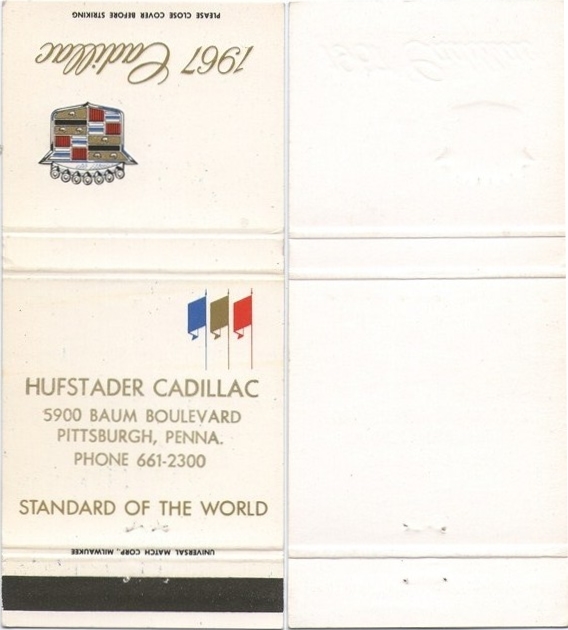 PLEASE CLOSE COVER BEFORE STRIKING
1967 Cadillac
HUFSTADER CADILLAC
5900 BAUM BOULEVARD
PITTSBURGH, PENNA.
PHONE 661-2300
STANDARD OF THE WORLD
UNIVERSAL MATCH CORP., MILWAUKEE